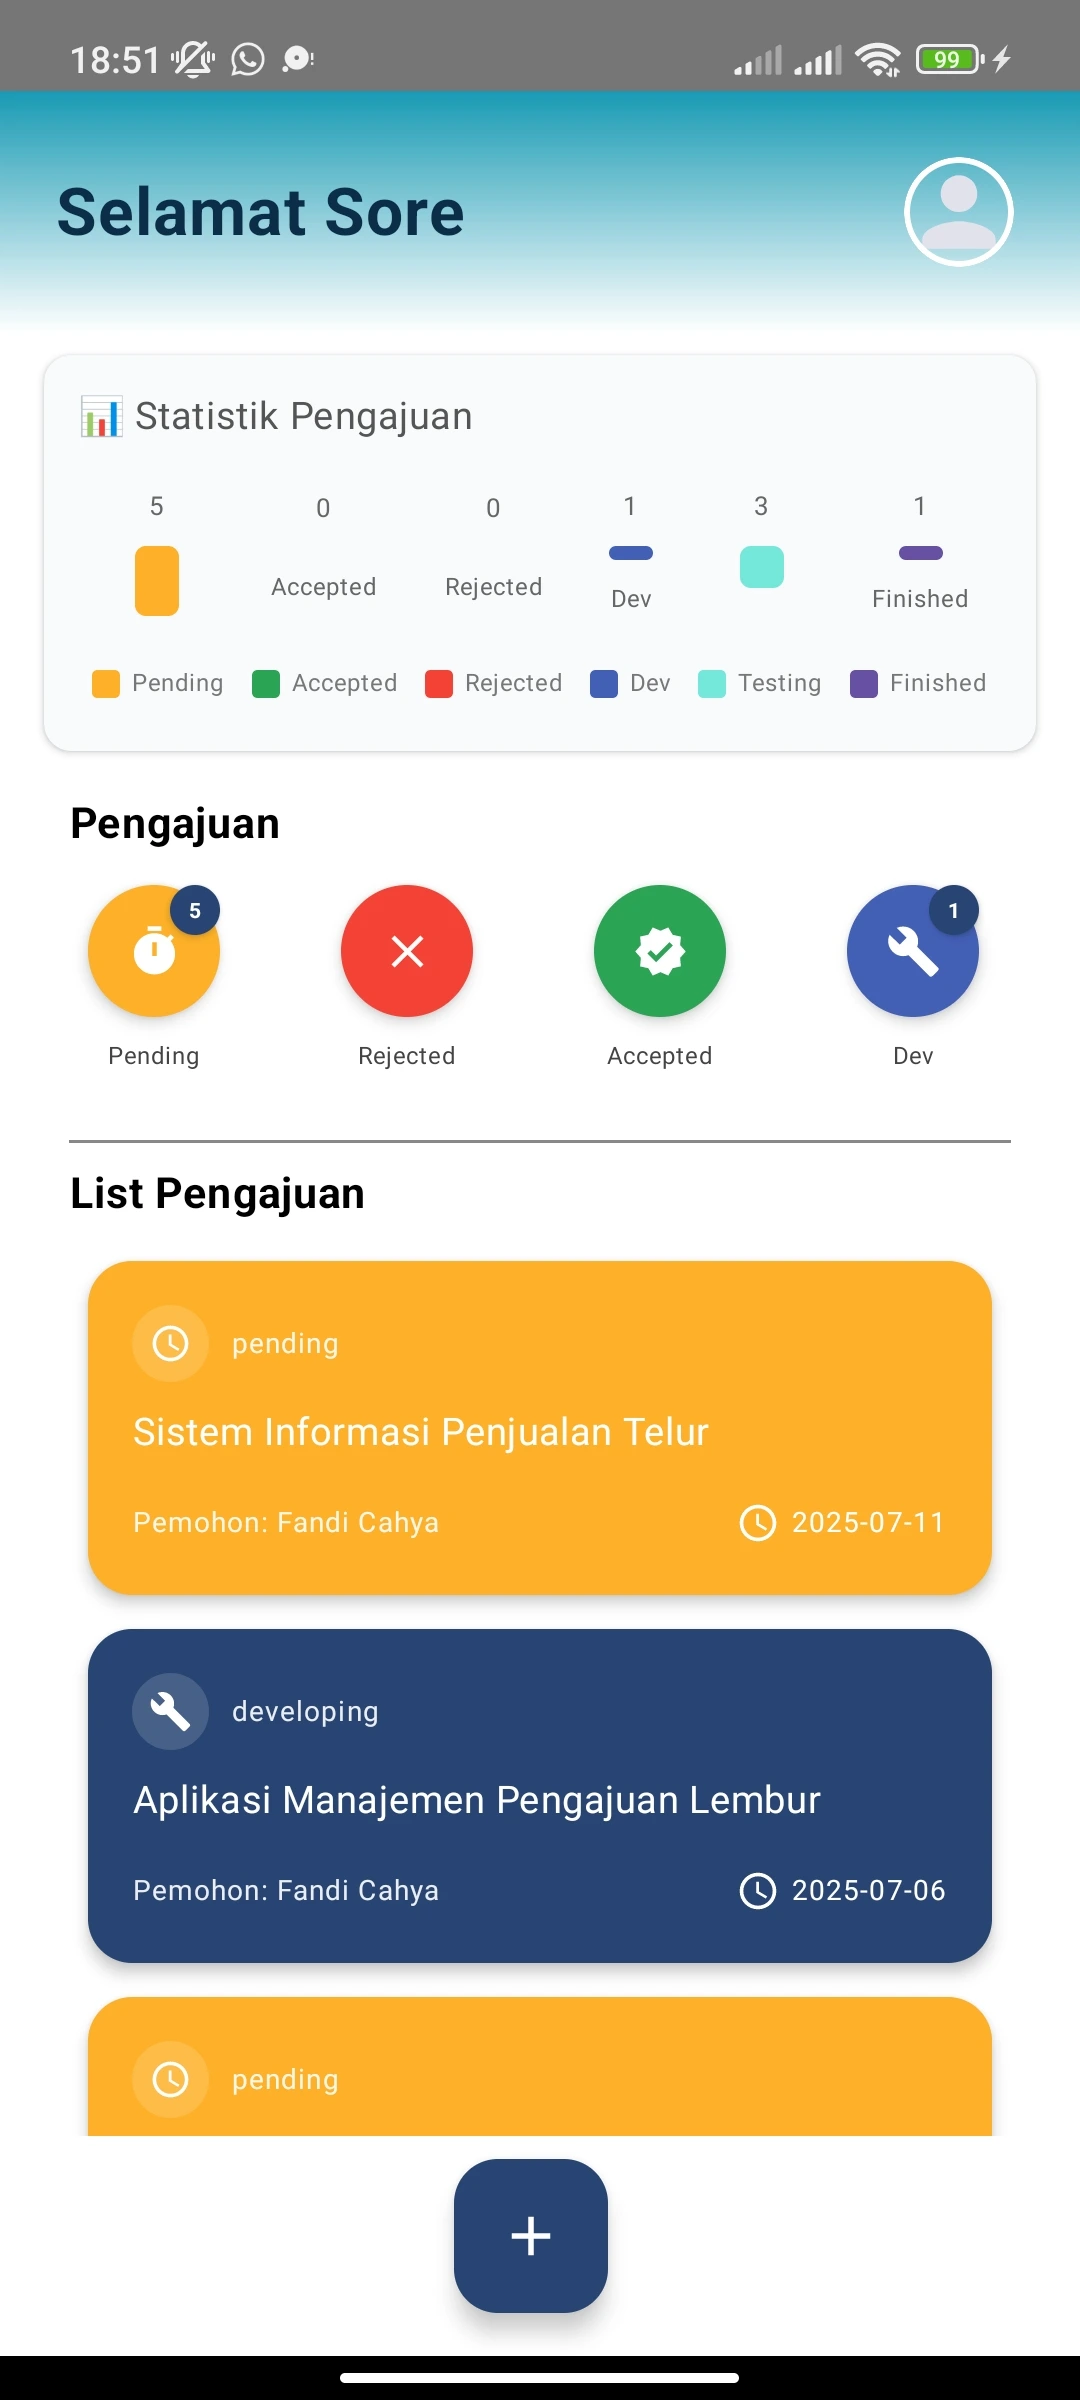 18:51
99
Selamat Sore
Statistik Pengajuan
5 0 0 1 3 1
Accepted Rejected Dev Finished
Pending Accepted Rejected Dev Testing Finished
Pengajuan
5 1
Pending Rejected Accepted Dev
List Pengajuan
pending
Sistem Informasi Penjualan Telur
Pemohon: Fandi Cahya 2025-07-11
developing
Aplikasi Manajemen Pengajuan Lembur
Pemohon: Fandi Cahya 2025-07-06
pending